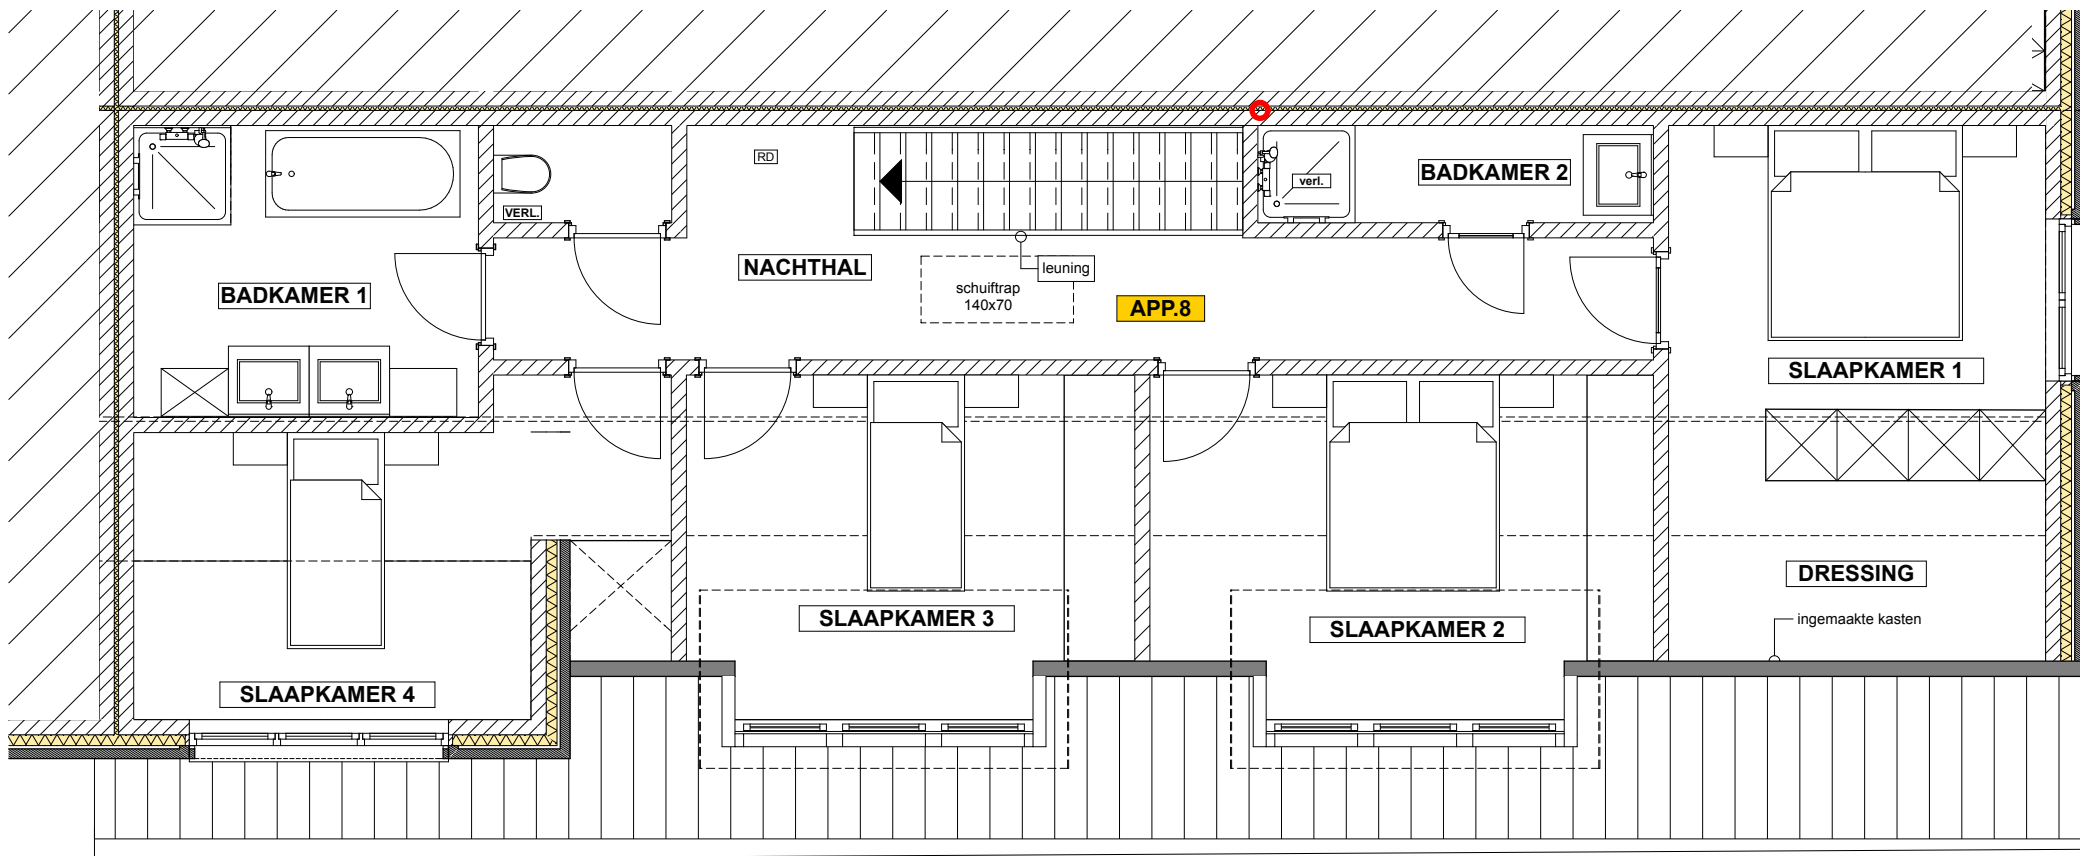 RD
BADKAMER 2
verl.
VERL.
NACHTHAL
leuning
schuiftrap
140x70
BADKAMER 1
APP.8
SLAAPKAMER 1
DRESSING
SLAAPKAMER 3
SLAAPKAMER 2
ingemaakte kasten
SLAAPKAMER 4